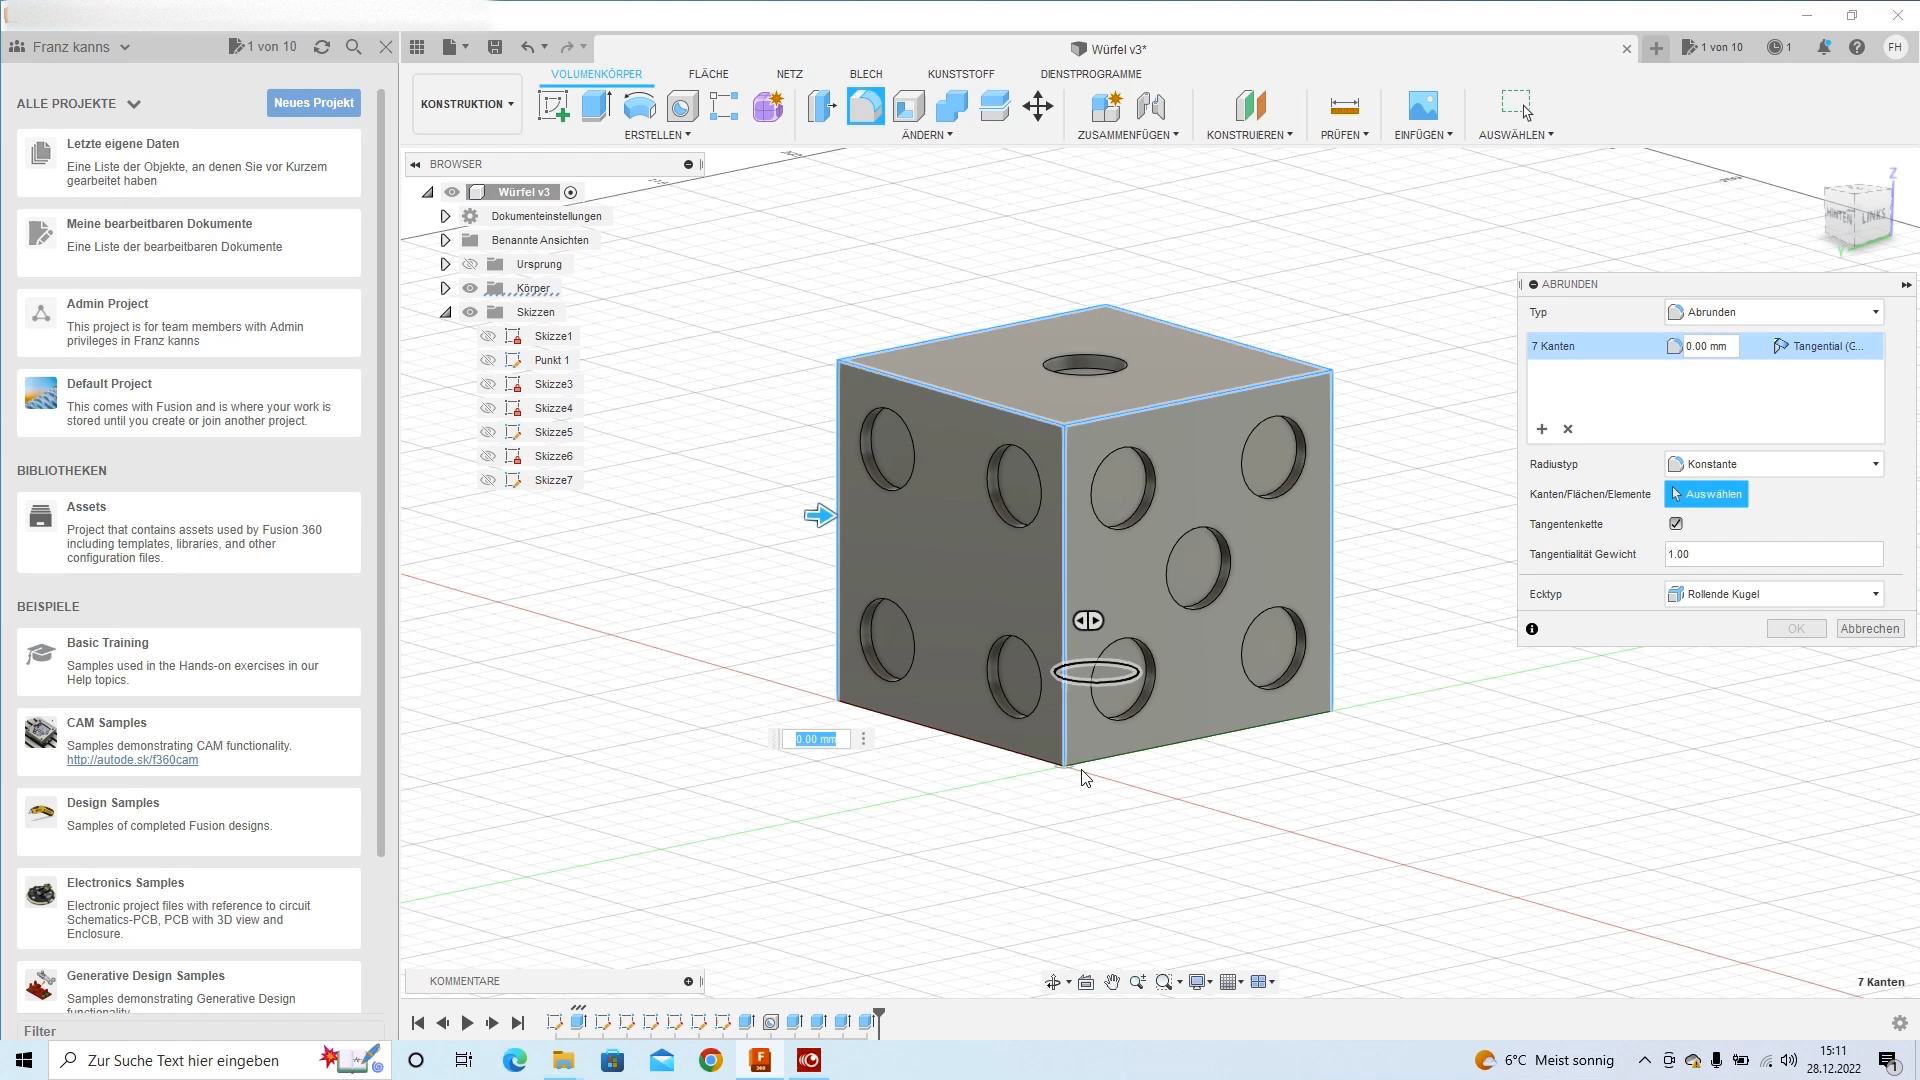 Franz kanns
1 von 10
Würfel v3*
1 von 10
1
FH
ALLE PROJEKTE
Neues Projekt
Letzte eigene Daten
Eine Liste der Objekte, an denen Sie vor Kurzem
gearbeitet haben
Meine bearbeitbaren Dokumente
Eine Liste der bearbeitbaren Dokumente
Admin Project
This project is for team members with Admin
privileges in Franz kanns
Default Project
This comes with Fusion and is where your work is
stored until you create or join another project.
BIBLIOTHEKEN
Assets
Project that contains assets used by Fusion 360
including templates, libraries, and other
configuration files.
BEISPIELE
Basic Training
Samples used in the Hands-on exercises in our
Help topics.
CAM Samples
Samples demonstrating CAM functionality.
http://autode.sk/f360cam
Design Samples
Samples of completed Fusion designs.
Electronics Samples
Electronic project files with reference to circuit
Schematics-PCB, PCB with 3D view and
Enclosure.
Generative Design Samples
Samples demonstrating Generative Design
functionality.
Filter
KONSTRUKTION
VOLUMENKÖRPER
FLÄCHE
NETZ
BLECH
KUNSTSTOFF
DIENSTPROGRAMME
ERSTELLEN
ÄNDERN
ZUSAMMENFÜGEN
KONSTRUIEREN
PRÜFEN
EINFÜGEN
AUSWÄHLEN
BROWSER
Würfel v3
Dokumenteinstellungen
Benannte Ansichten
Ursprung
Körper
Skizzen
Skizze1
Punkt 1
Skizze3
Skizze4
Skizze5
Skizze6
Skizze7
0.00 mm
Z
HINTEN
LINKS
Y
ABRUNDEN
Typ
Abrunden
7 Kanten
0.00 mm
Tangential (G...
Radiustyp
Konstante
Kanten/Flächen/Elemente
Auswählen
Tangentenkette
Tangentialität Gewicht
1.00
Ecktyp
Rollende Kugel
OK
Abbrechen
KOMMENTARE
7 Kanten
Zur Suche Text hier eingeben
F
360
6°C Meist sonnig
15:11
28.12.2022
1